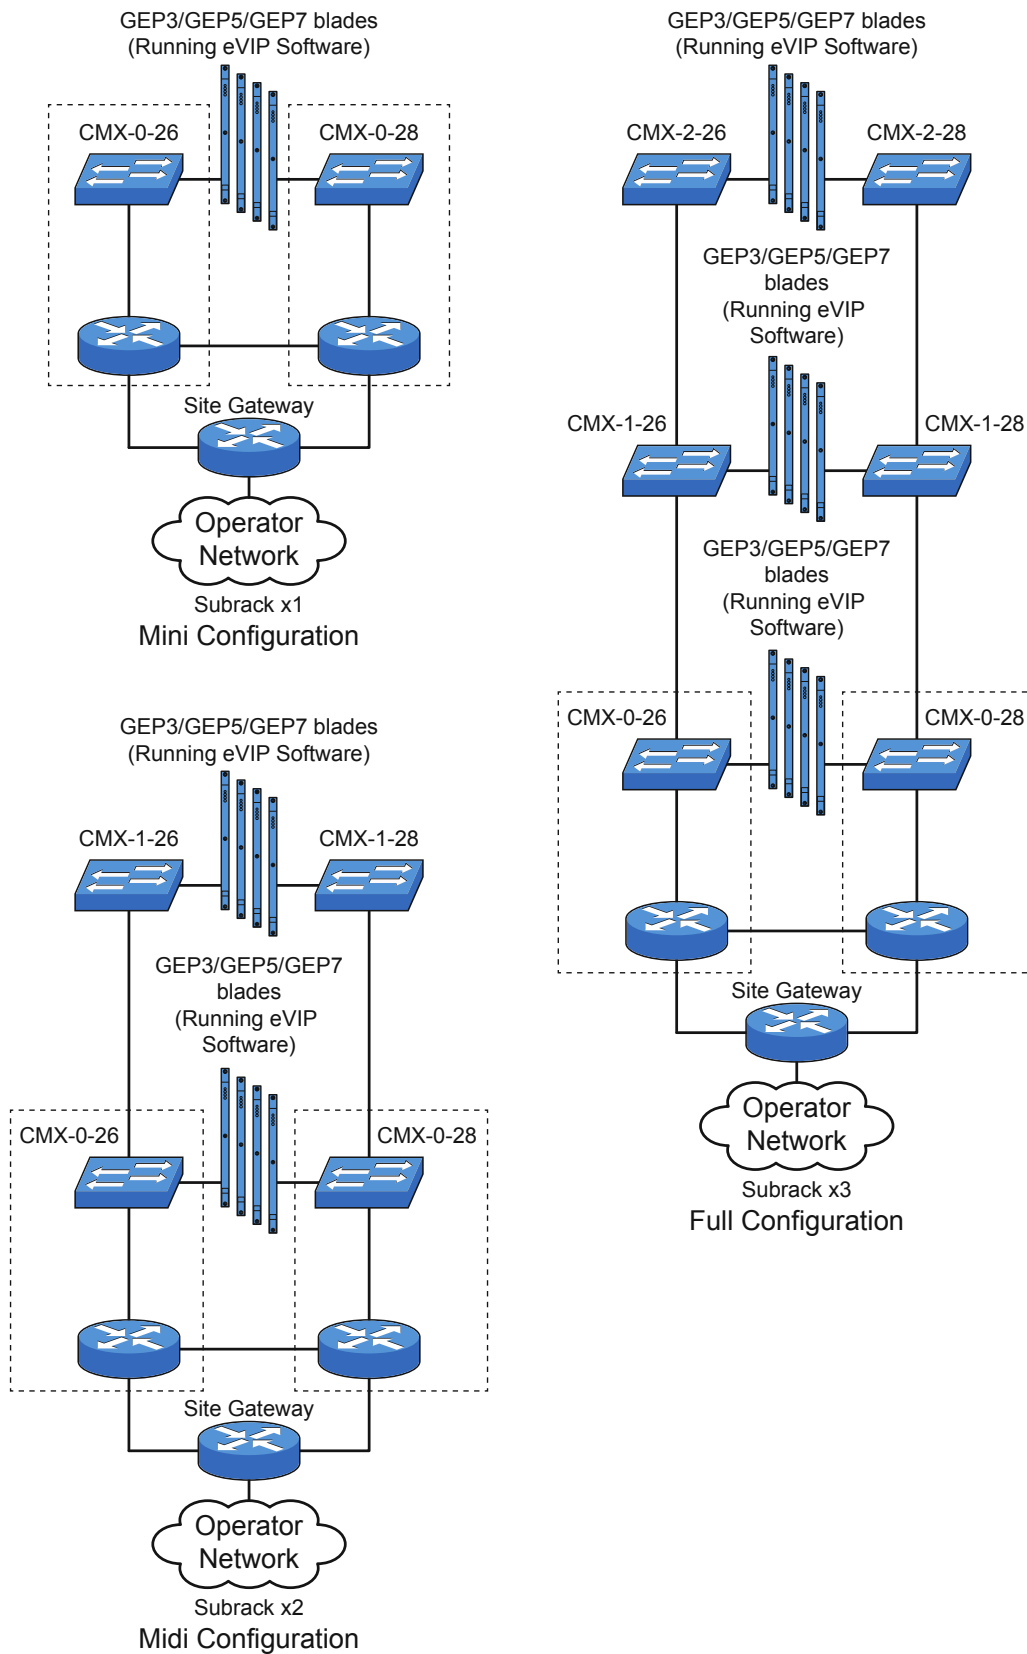 GEP3/GEP5/GEP7 blades
(Running eVIP Software)
CMX-0-26
CMX-0-28
Site Gateway
Operator
Network
Subrack x1
Mini Configuration
GEP3/GEP5/GEP7 blades
(Running eVIP Software)
CMX-1-26
CMX-1-28
GEP3/GEP5/GEP7
blades
(Running eVIP
Software)
CMX-0-26
CMX-0-28
Site Gateway
Operator
Network
Subrack x2
Midi Configuration
GEP3/GEP5/GEP7 blades
(Running eVIP Software)
CMX-2-26
CMX-2-28
GEP3/GEP5/GEP7
blades
(Running eVIP
Software)
CMX-1-26
CMX-1-28
GEP3/GEP5/GEP7
blades
(Running eVIP
Software)
CMX-0-26
CMX-0-28
Site Gateway
Operator
Network
Subrack x3
Full Configuration